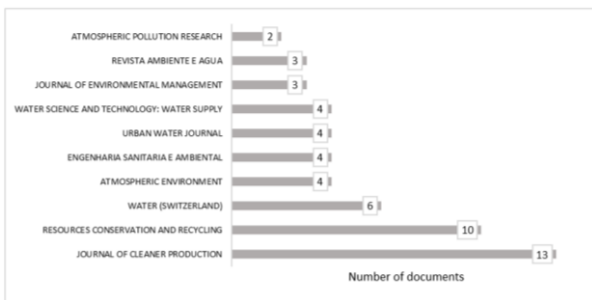 ATMOSPHERIC POLLUTION RESEARCH 2
REVISTA AMBIENTE E AGUA 3
JOURNAL OF ENVIRONMENTAL MANAGEMENT 3
WATER SCIENCE AND TECHNOLOGY: WATER SUPPLY 4
URBAN WATER JOURNAL 4
ENGENHARIA SANITARIA E AMBIENTAL 4
ATMOSPHERIC ENVIRONMENT 4
WATER (SWITZERLAND) 6
RESOURCES CONSERVATION AND RECYCLING 10
JOURNAL OF CLEANER PRODUCTION 13
Number of documents